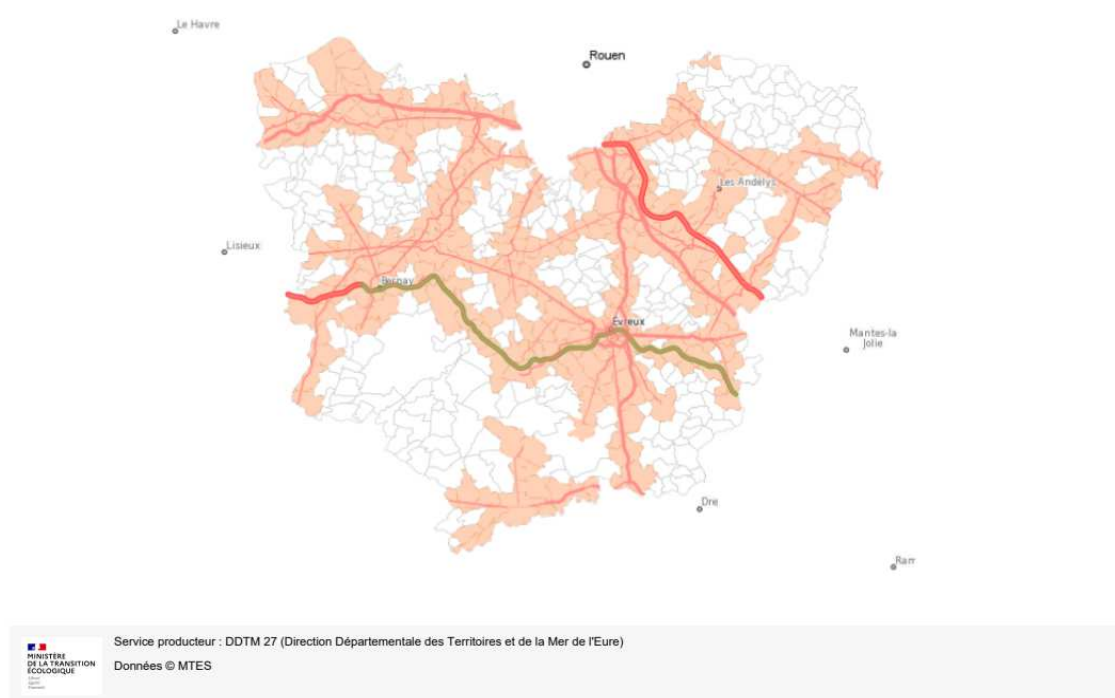 Le Havre
Rouen
Les Andelys
Lisieux
Bernay
Évreux
Mantes-la
Jolie
Dre
Rarr
Service producteur : DDTM 27 (Direction Départementale des Territoires et de la Mer de l'Eure)
MINISTÈRE
DE LA TRANSITION
ÉCOLOGIQUE
Données © MTES